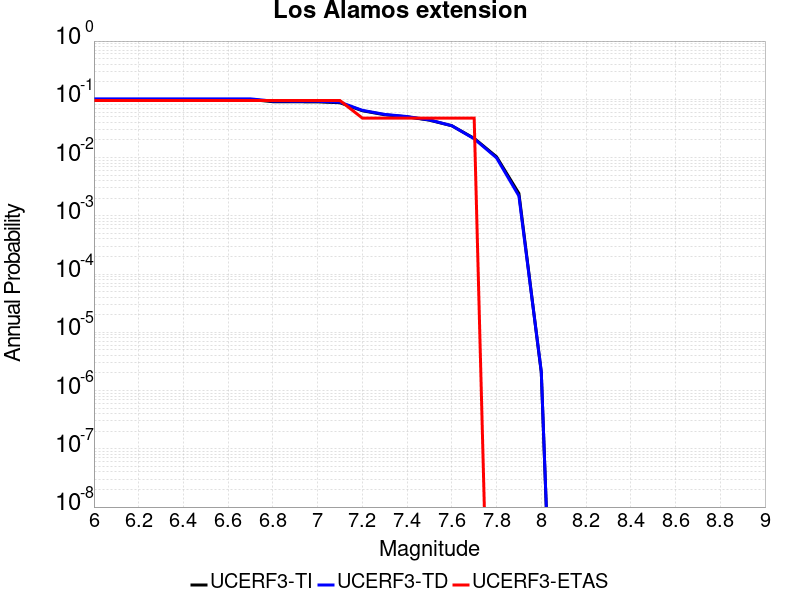 Los Alamos extension
10 0
10 -1
10 -2
10 -3
10 -4
10 -5
10 -6
10 -7
10 -8
Annual Probability
6 6.2 6.4 6.6 6.8 7 7.2 7.4 7.6 7.8 8 8.2 8.4 8.6 8.8 9
Magnitude
UCERF3-TI UCERF3-TD UCERF3-ETAS